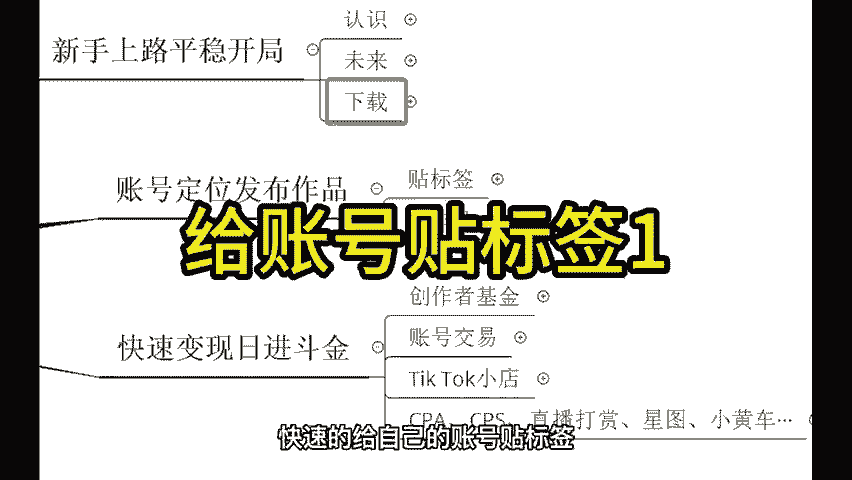 认识
新手上路平稳开局
未来
下载
贴标签
账号定位发布作品
给账号贴标签1
创作者基金
账号交易
快速变现日进斗金
Tik Tok小店
CPA、CPS、直播打赏、星图、小黄车…
快速的给自己的账号贴标签